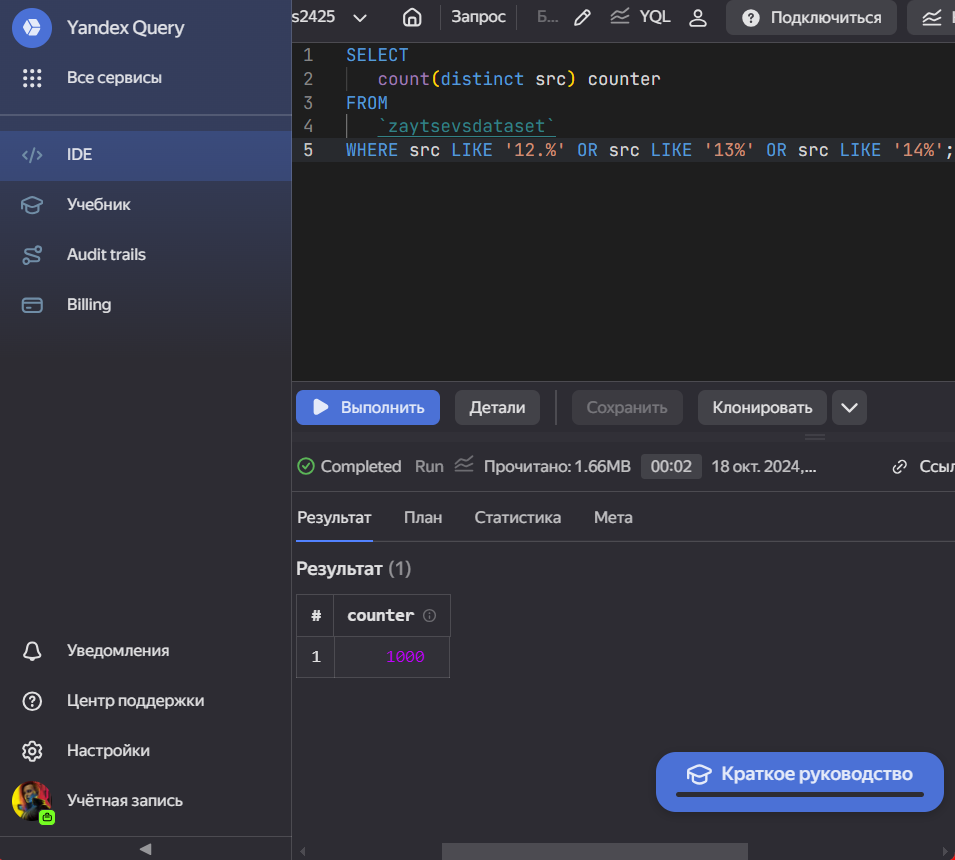 Yandex Query
Все сервисы
IDE
Учебник
Audit trails
Billing
Уведомления
Центр поддержки
Настройки
Учётная запись
s2425
Запрос
Б...
YQL
Подключиться
1 SELECT
2 count(distinct src) counter
3 FROM
4 `zaytsevsdataset`
5 WHERE src LIKE '12.%' OR src LIKE '13%' OR src LIKE '14%';
Выполнить
Детали
Сохранить
Клонировать
Completed Run Прочитано: 1.66MB 00:02 18 окт. 2024,...
Результат План Статистика Мета
Результат (1)
# counter
1 1000
Краткое руководство